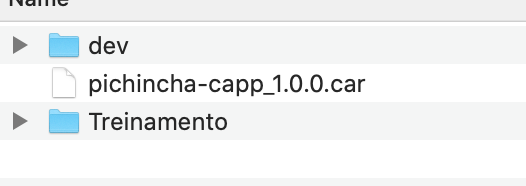 Name
dev
pichincha-capp_1.0.0.car
Treinamento